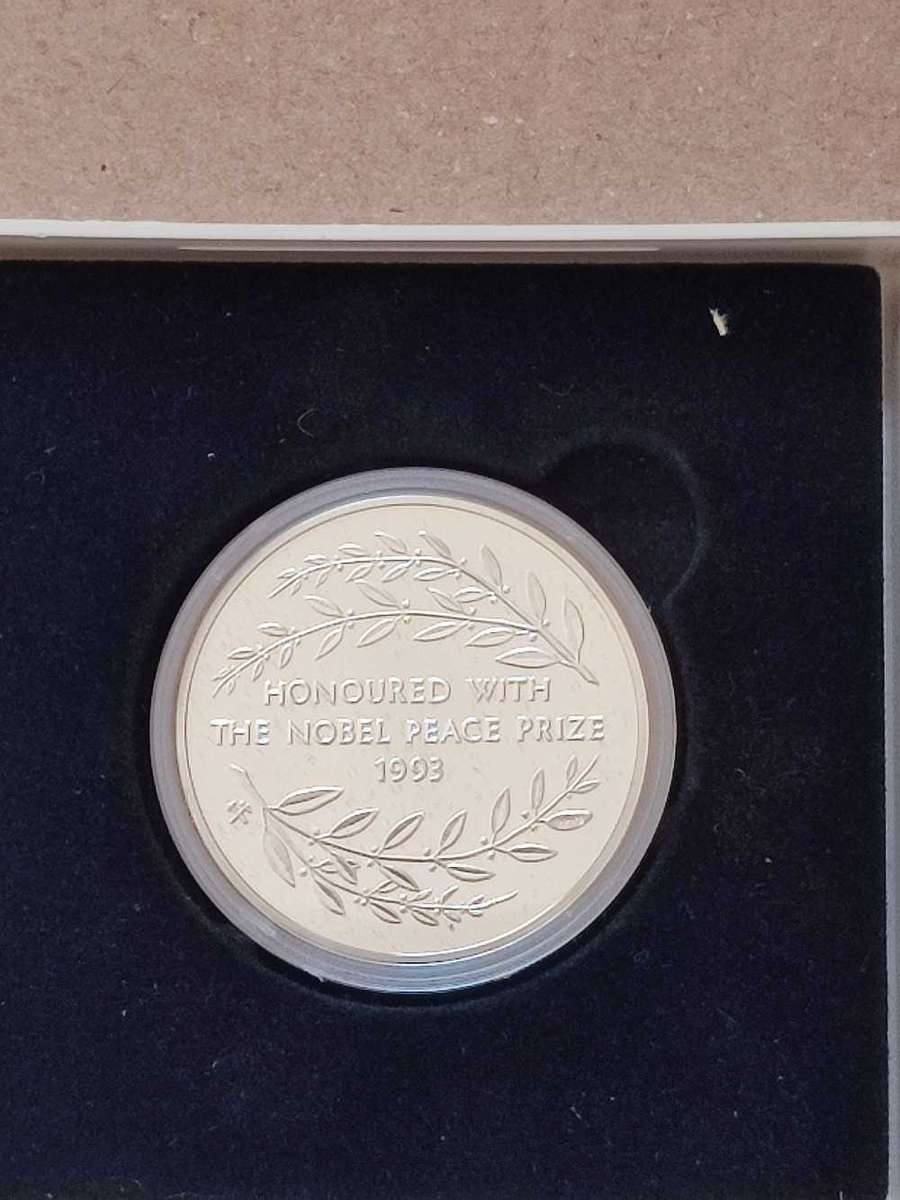 HONOURED WITH
THE NOBEL PEACE PRIZE
1993